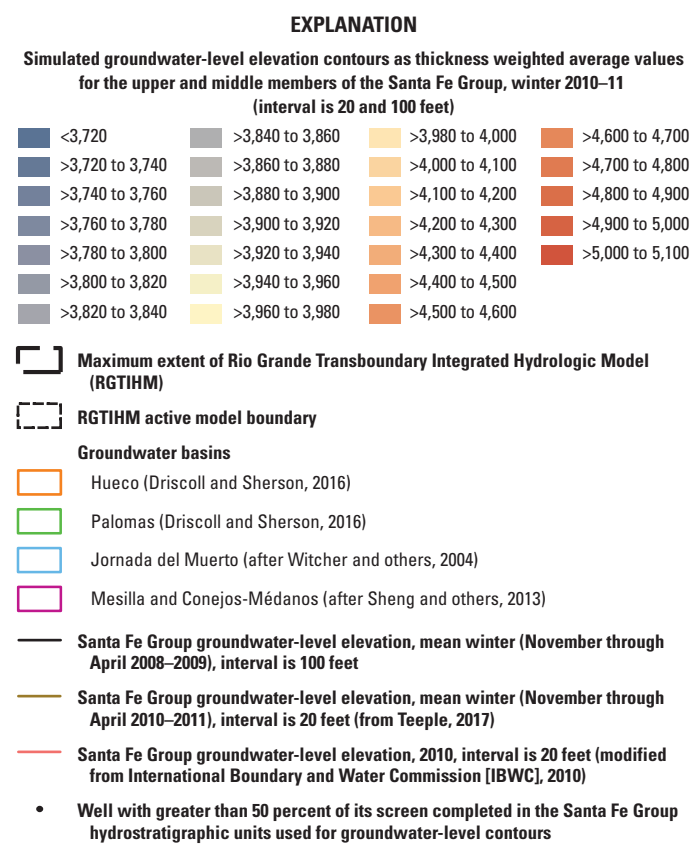 EXPLANATION
Simulated groundwater-level elevation contours as thickness weighted average values
for the upper and middle members of the Santa Fe Group, winter 2010–11
(interval is 20 and 100 feet)
<3,720
>3,720 to 3,740
>3,740 to 3,760
>3,760 to 3,780
>3,780 to 3,800
>3,800 to 3,820
>3,820 to 3,840
>3,840 to 3,860
>3,860 to 3,880
>3,880 to 3,900
>3,900 to 3,920
>3,920 to 3,940
>3,940 to 3,960
>3,960 to 3,980
>3,980 to 4,000
>4,000 to 4,100
>4,100 to 4,200
>4,200 to 4,300
>4,300 to 4,400
>4,400 to 4,500
>4,500 to 4,600
>4,600 to 4,700
>4,700 to 4,800
>4,800 to 4,900
>4,900 to 5,000
>5,000 to 5,100
Maximum extent of Rio Grande Transboundary Integrated Hydrologic Model
(RGTIHM)
RGTIHM active model boundary
Groundwater basins
Hueco (Driscoll and Sherson, 2016)
Palomas (Driscoll and Sherson, 2016)
Jornada del Muerto (after Witcher and others, 2004)
Mesilla and Conejos-Médanos (after Sheng and others, 2013)
Santa Fe Group groundwater-level elevation, mean winter (November through
April 2008–2009), interval is 100 feet
Santa Fe Group groundwater-level elevation, mean winter (November through
April 2010–2011), interval is 20 feet (from Teeple, 2017)
Santa Fe Group groundwater-level elevation, 2010, interval is 20 feet (modified
from International Boundary and Water Commission [IBWC], 2010)
Well with greater than 50 percent of its screen completed in the Santa Fe Group
hydrostratigraphic units used for groundwater-level contours